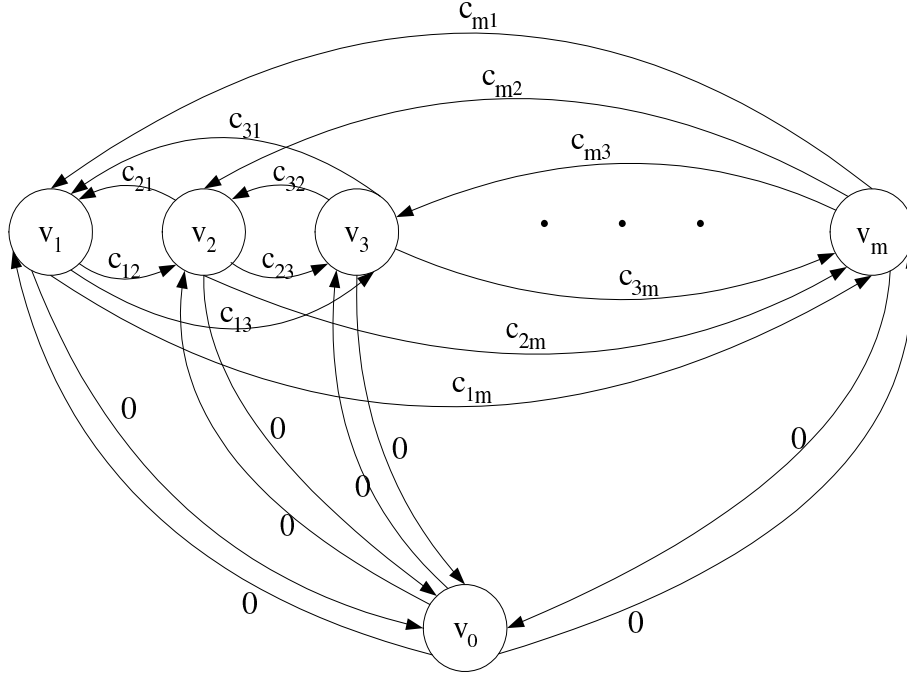 c_m1
c_m2
c_31
c_m3
c_21
c_32
v_1
v_2
v_3
. . .
v_m
c_12
c_23
c_3m
c_13
c_2m
c_1m
0
0
0
0
0
0
0
0
v_0